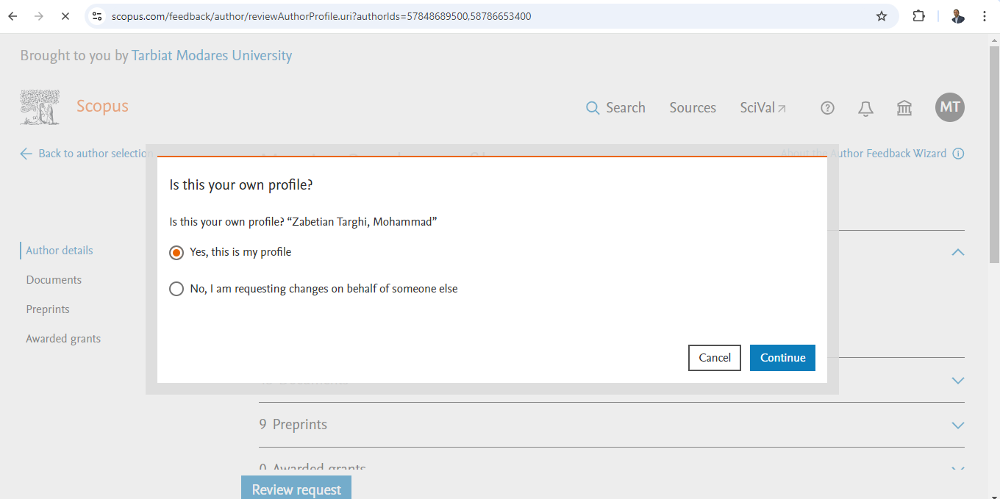 scopus.com/feedback/author/reviewAuthorProfile.uri?authorIds=57848689500,58786653400
Brought to you by Tarbiat Modares University
Scopus
Search
Sources
SciVal
MT
Back to author selection
About the Author Feedback Wizard
Is this your own profile?
Is this your own profile? “Zabetian Targhi, Mohammad”
Yes, this is my profile
No, I am requesting changes on behalf of someone else
Cancel
Continue
Author details
Documents
Preprints
Awarded grants
9 Preprints
0 Awarded grants
Review request